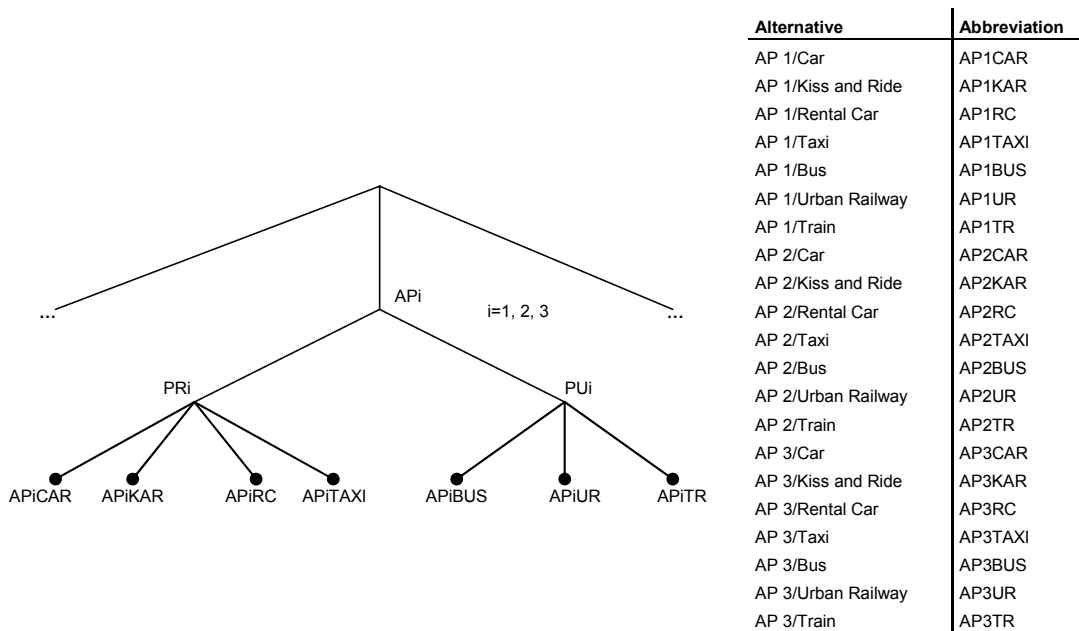 Alternative Abbreviation
AP 1/Car AP1CAR
AP 1/Kiss and Ride AP1KAR
AP 1/Rental Car AP1RC
AP 1/Taxi AP1TAXI
AP 1/Bus AP1BUS
AP 1/Urban Railway AP1UR
AP 1/Train AP1TR
AP 2/Car AP2CAR
AP 2/Kiss and Ride AP2KAR
AP 2/Rental Car AP2RC
AP 2/Taxi AP2TAXI
AP 2/Bus AP2BUS
AP 2/Urban Railway AP2UR
AP 2/Train AP2TR
AP 3/Car AP3CAR
AP 3/Kiss and Ride AP3KAR
AP 3/Rental Car AP3RC
AP 3/Taxi AP3TAXI
AP 3/Bus AP3BUS
AP 3/Urban Railway AP3UR
AP 3/Train AP3TR
... APi i=1, 2, 3 ...
PRi PUi
APiCAR APiKAR APiRC APiTAXI APiBUS APiUR APiTR